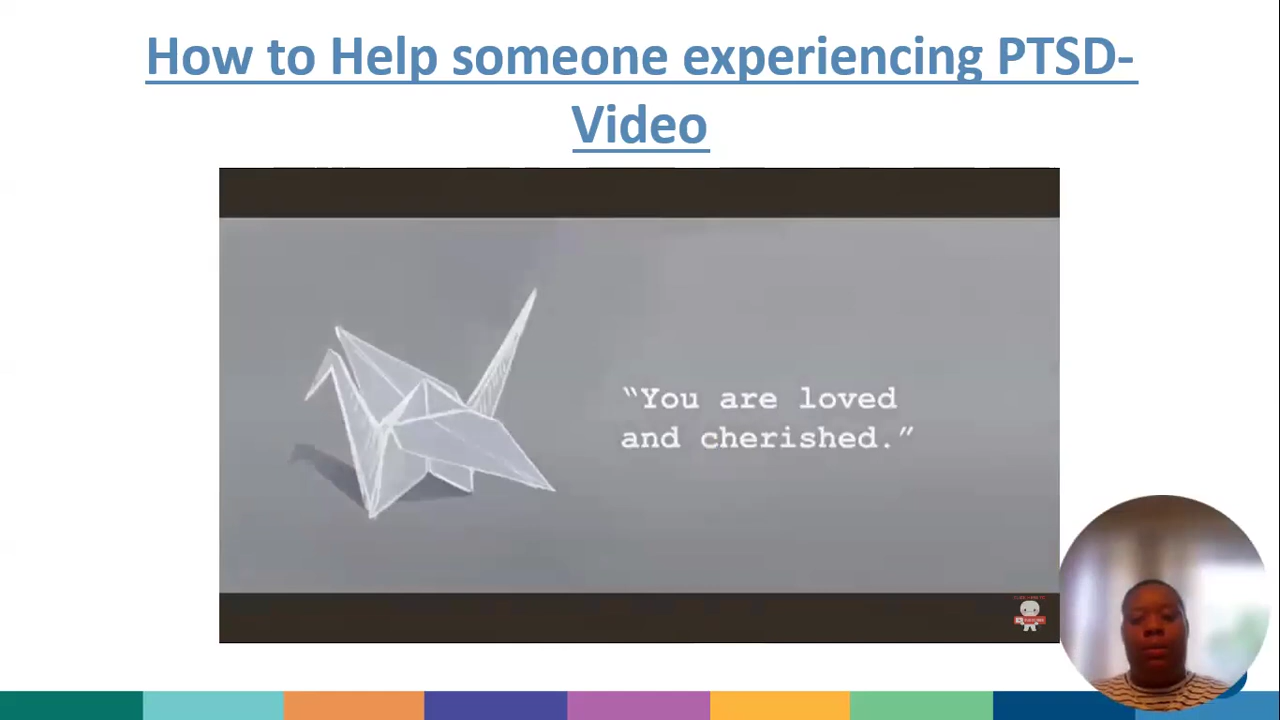 How to Help someone experiencing PTSD-
Video
“You are loved
and cherished.”